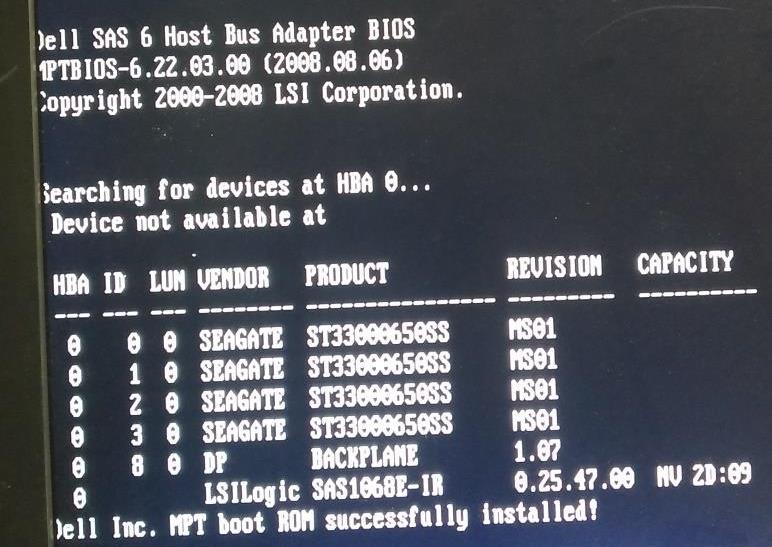 Dell SAS 6 Host Bus Adapter BIOS
MPTBIOS-6.22.03.00 (2008.08.06)
Copyright 2000-2008 LSI Corporation.
Searching for devices at HBA 0...
Device not available at
HBA ID LUN VENDOR PRODUCT REVISION CAPACITY
--- --- --- -------- ---------------- --------- ----------
0 0 0 SEAGATE ST33000650SS MS01
0 1 0 SEAGATE ST33000650SS MS01
0 2 0 SEAGATE ST33000650SS MS01
0 3 0 SEAGATE ST33000650SS MS01
0 8 0 DP BACKPLANE 1.07
0 LSILogic SAS1068E-IR 0.25.47.00 NV 2D:09
Dell Inc. MPT boot ROM successfully installed!